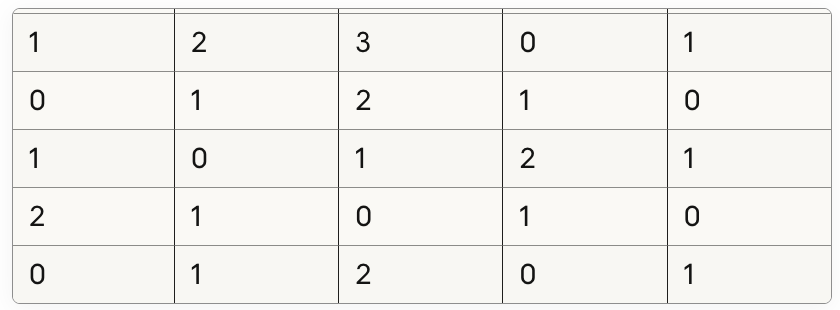 1 2 3 0 1
0 1 2 1 0
1 0 1 2 1
2 1 0 1 0
0 1 2 0 1